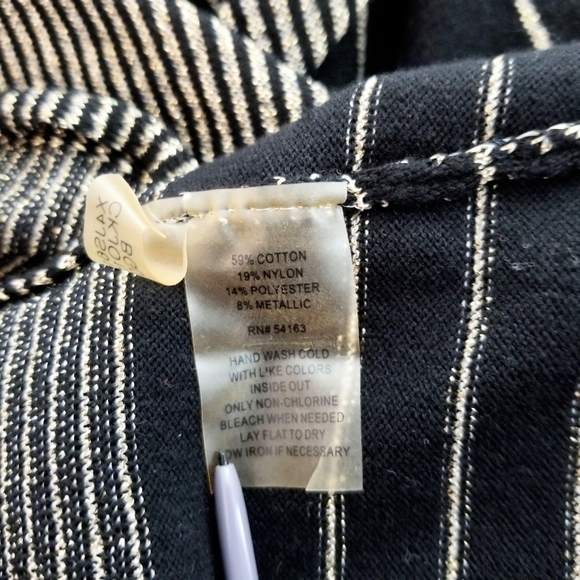 59% COTTON
19% NYLON
14% POLYESTER
8% METALLIC
RN# 54163
HAND WASH COLD
WITH LIKE COLORS
INSIDE OUT
ONLY NON-CHLORINE
BLEACH WHEN NEEDED
LAY FLAT TO DRY
OW IRON IF NECESSARY